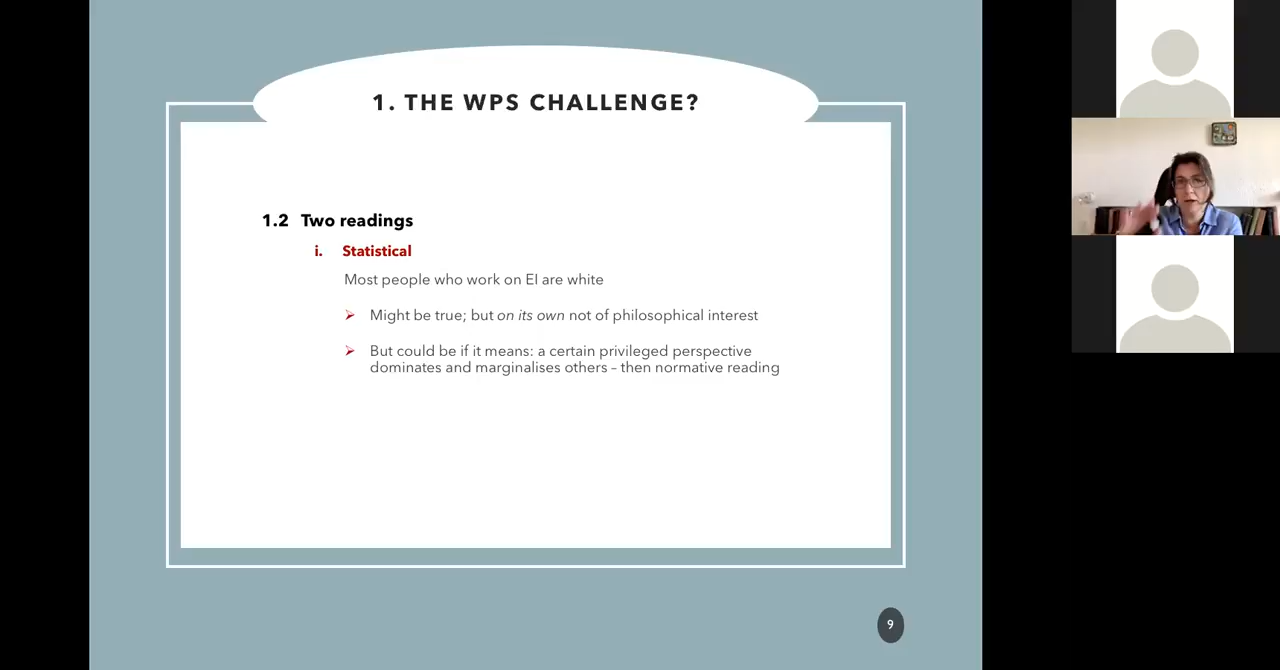 1. THE WPS CHALLENGE?
1.2 Two readings
i. Statistical
Most people who work on EI are white
Might be true; but on its own not of philosophical interest
But could be if it means: a certain privileged perspective
dominates and marginalises others – then normative reading
9